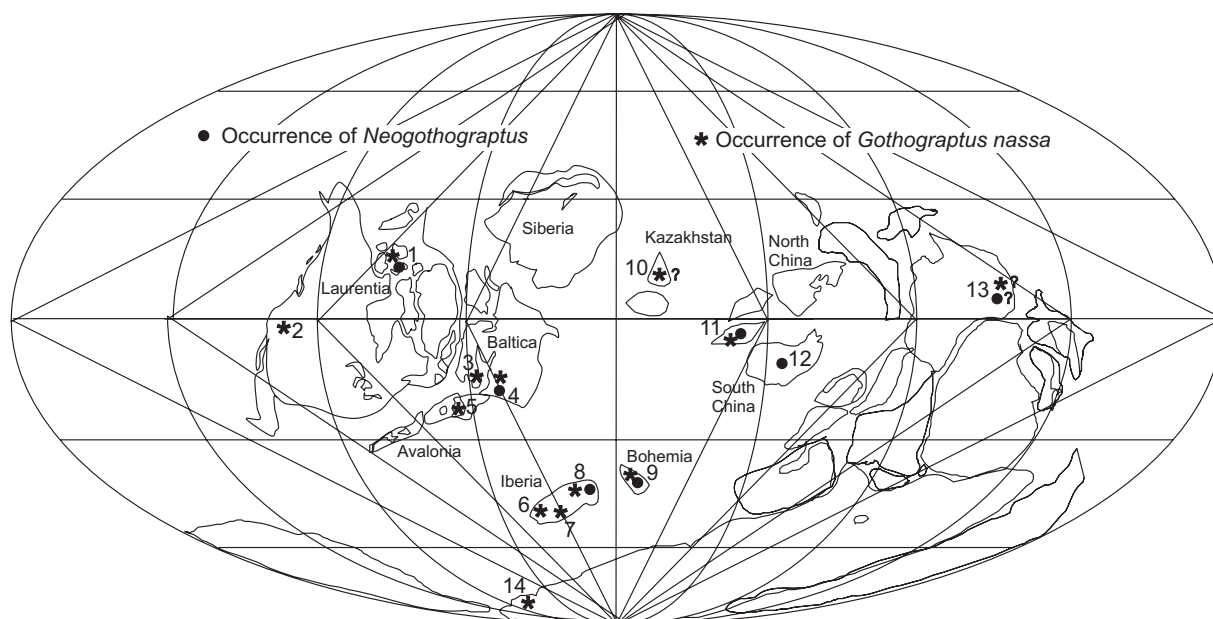 ● Occurrence of Neogothograptus
* Occurrence of Gothograptus nassa
Siberia
Kazakhstan
North
China
10 * ?
* 1
Laurentia
13 * ?
● ?
* 2
Baltica
11 * ●
● 12
3 *
* ● 4
South
China
* 5
Avalonia
Bohemia
* ● 9
Iberia
8 * ●
6 *
* 7
14 *